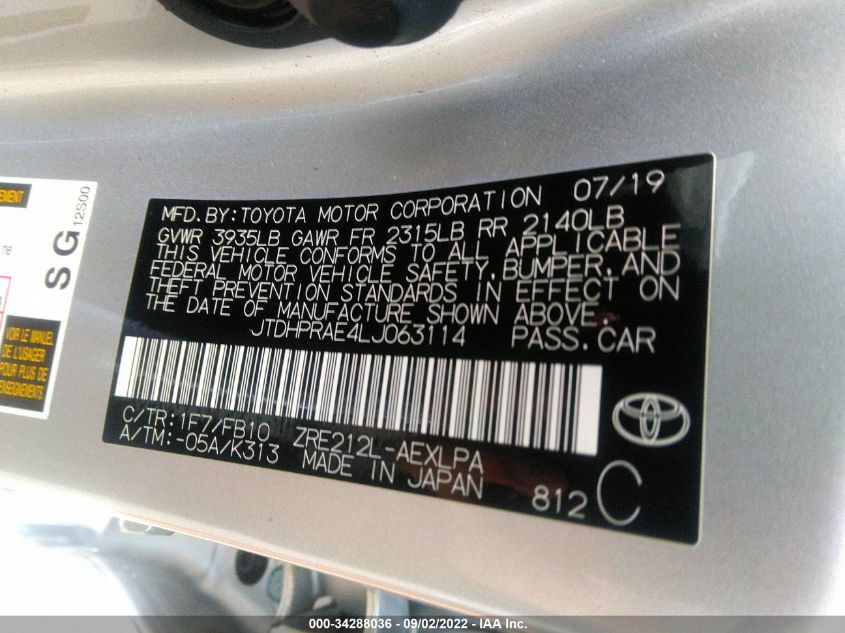 EMENT
ne
n
SG
12S00
VOIR LE MANUEL
DE L'USAGER
POUR PLUS DE
RENSEIGNEMENTS
MFD. BY: TOYOTA MOTOR CORPORATION 07/19
GVWR 3935LB GAWR FR 2315LB RR 2140LB
THIS VEHICLE CONFORMS TO ALL APPLICABLE
FEDERAL MOTOR VEHICLE SAFETY, BUMPER, AND
THEFT PREVENTION STANDARDS IN EFFECT ON
THE DATE OF MANUFACTURE SHOWN ABOVE.
JTDHPRAE4LJ063114 PASS. CAR
C/TR: 1F7/FB10 ZRE212L-AEXLPA
A/TM: -05A/K313 MADE IN JAPAN
812 C
000-34288036 - 09/02/2022 - IAA Inc.